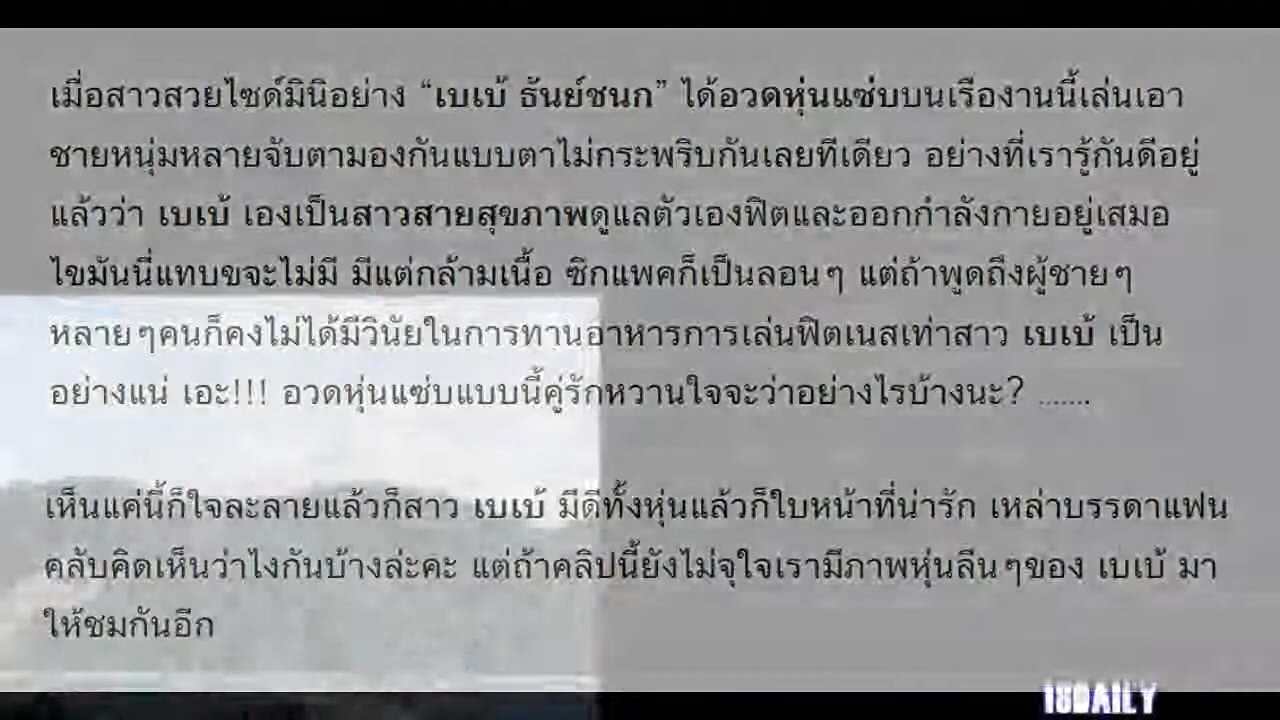 เมื่อสาวสวยไซด์มินิอย่าง “เบเบ้ ธันย์ชนก” ได้อวดหุ่นแซ่บบนเรืองานนี้เล่นเอา
ชายหนุ่มหลายจับตามองกันแบบตาไม่กระพริบกันเลยทีเดียว อย่างที่เรารู้กันดีอยู่
แล้วว่า เบเบ้ เองเป็นสาวสายสุขภาพดูแลตัวเองฟิตและออกกำลังกายอยู่เสมอ
ไขมันนี่แทบขจะไม่มี มีแต่กล้ามเนื้อ ซิกแพคก็เป็นลอนๆ แต่ถ้าพูดถึงผู้ชายๆ
หลายๆคนก็คงไม่ได้มีวินัยในการทานอาหารการเล่นฟิตเนสเท่าสาว เบเบ้ เป็น
อย่างแน่ เอะ!!! อวดหุ่นแซ่บแบบนี้คู่รักหวานใจจะว่าอย่างไรบ้างนะ? .......
เห็นแค่นี้ก็ใจละลายแล้วก็สาว เบเบ้ มีดีทั้งหุ่นแล้วก็ใบหน้าที่น่ารัก เหล่าบรรดาแฟน
คลับคิดเห็นว่าไงกันบ้างล่ะคะ แต่ถ้าคลิปนี้ยังไม่จุใจเรามีภาพหุ่นลีนๆของ เบเบ้ มา
ให้ชมกันอีก
18DAILY